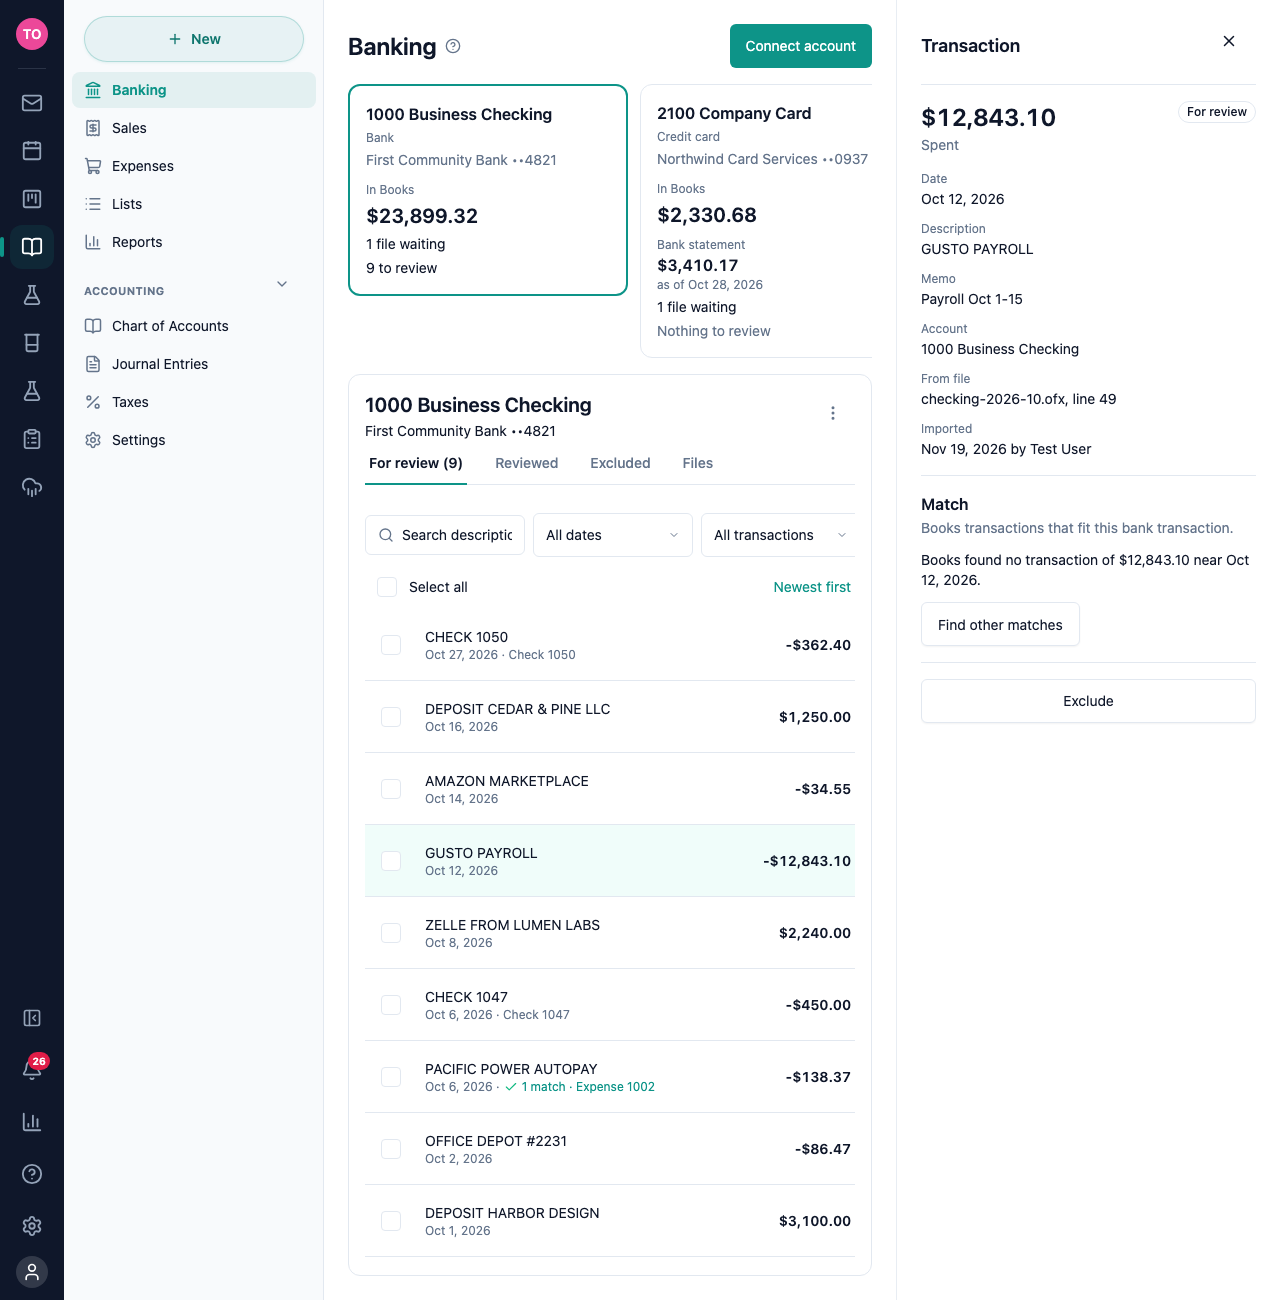 TO
26
New
Banking
Sales
Expenses
Lists
Reports
ACCOUNTING
Chart of Accounts
Journal Entries
Taxes
Settings
Banking
Connect account
1000 Business Checking
Bank
First Community Bank ••4821
In Books
$23,899.32
1 file waiting
9 to review
2100 Company Card
Credit card
Northwind Card Services ••0937
In Books
$2,330.68
Bank statement
$3,410.17
as of Oct 28, 2026
1 file waiting
Nothing to review
1000 Business Checking
First Community Bank ••4821
For review (9) Reviewed Excluded Files
Search descriptic All dates All transactions
Select all Newest first
CHECK 1050
Oct 27, 2026 · Check 1050
-$362.40
DEPOSIT CEDAR & PINE LLC
Oct 16, 2026
$1,250.00
AMAZON MARKETPLACE
Oct 14, 2026
-$34.55
GUSTO PAYROLL
Oct 12, 2026
-$12,843.10
ZELLE FROM LUMEN LABS
Oct 8, 2026
$2,240.00
CHECK 1047
Oct 6, 2026 · Check 1047
-$450.00
PACIFIC POWER AUTOPAY
Oct 6, 2026 · ✓ 1 match · Expense 1002
-$138.37
OFFICE DEPOT #2231
Oct 2, 2026
-$86.47
DEPOSIT HARBOR DESIGN
Oct 1, 2026
$3,100.00
Transaction
$12,843.10
For review
Spent
Date
Oct 12, 2026
Description
GUSTO PAYROLL
Memo
Payroll Oct 1-15
Account
1000 Business Checking
From file
checking-2026-10.ofx, line 49
Imported
Nov 19, 2026 by Test User
Match
Books transactions that fit this bank transaction.
Books found no transaction of $12,843.10 near Oct
12, 2026.
Find other matches
Exclude